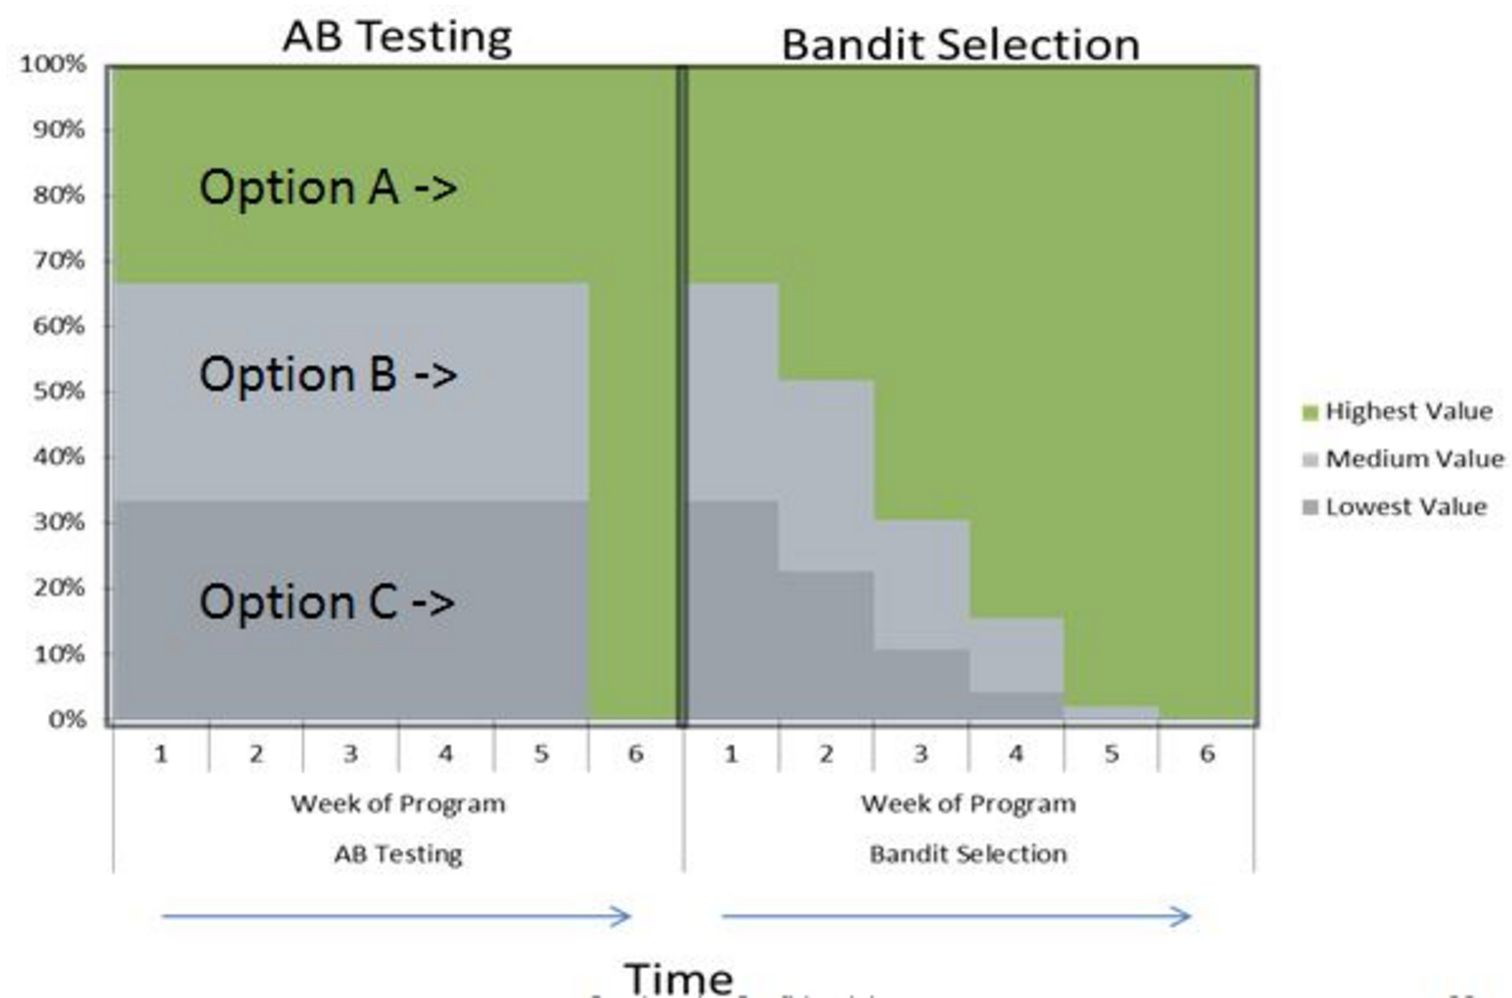 AB Testing
Bandit Selection
100%
90%
80%
70%
60%
50%
40%
30%
20%
10%
0%
Option A ->
Option B ->
Option C ->
Highest Value
Medium Value
Lowest Value
1 2 3 4 5 6 1 2 3 4 5 6
Week of Program Week of Program
AB Testing Bandit Selection
Time